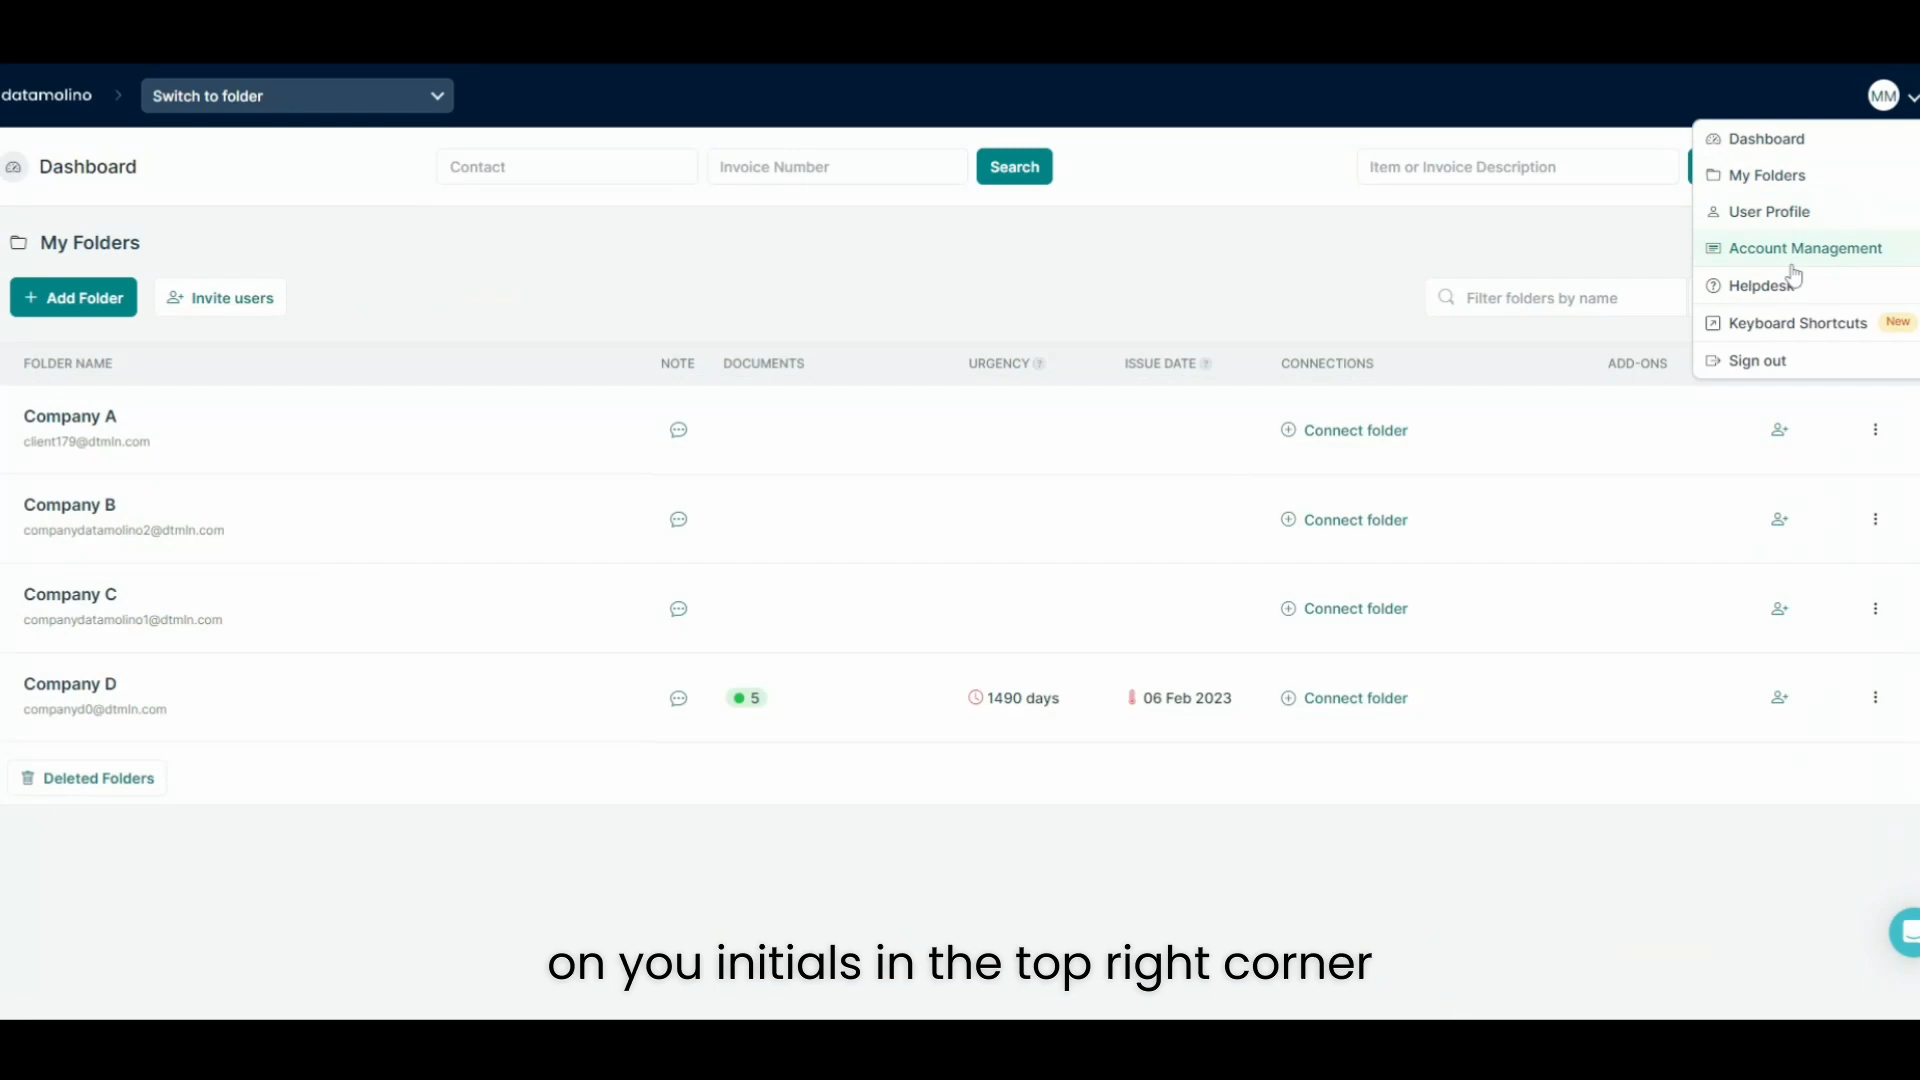 datamolino > Switch to folder MM
Dashboard Contact Invoice Number Search Item or Invoice Description
Dashboard
My Folders
User Profile
Account Management
Helpdesk
Keyboard Shortcuts New
Sign out
My Folders
+ Add Folder Invite users Filter folders by name
FOLDER NAME NOTE DOCUMENTS URGENCY ? ISSUE DATE ? CONNECTIONS ADD-ONS
Company A
client179@dtmln.com
Connect folder
Company B
companydatamolino2@dtmln.com
Connect folder
Company C
companydatamolino1@dtmln.com
Connect folder
Company D
companyd0@dtmln.com
5 1490 days 06 Feb 2023 Connect folder
Deleted Folders
on you initials in the top right corner